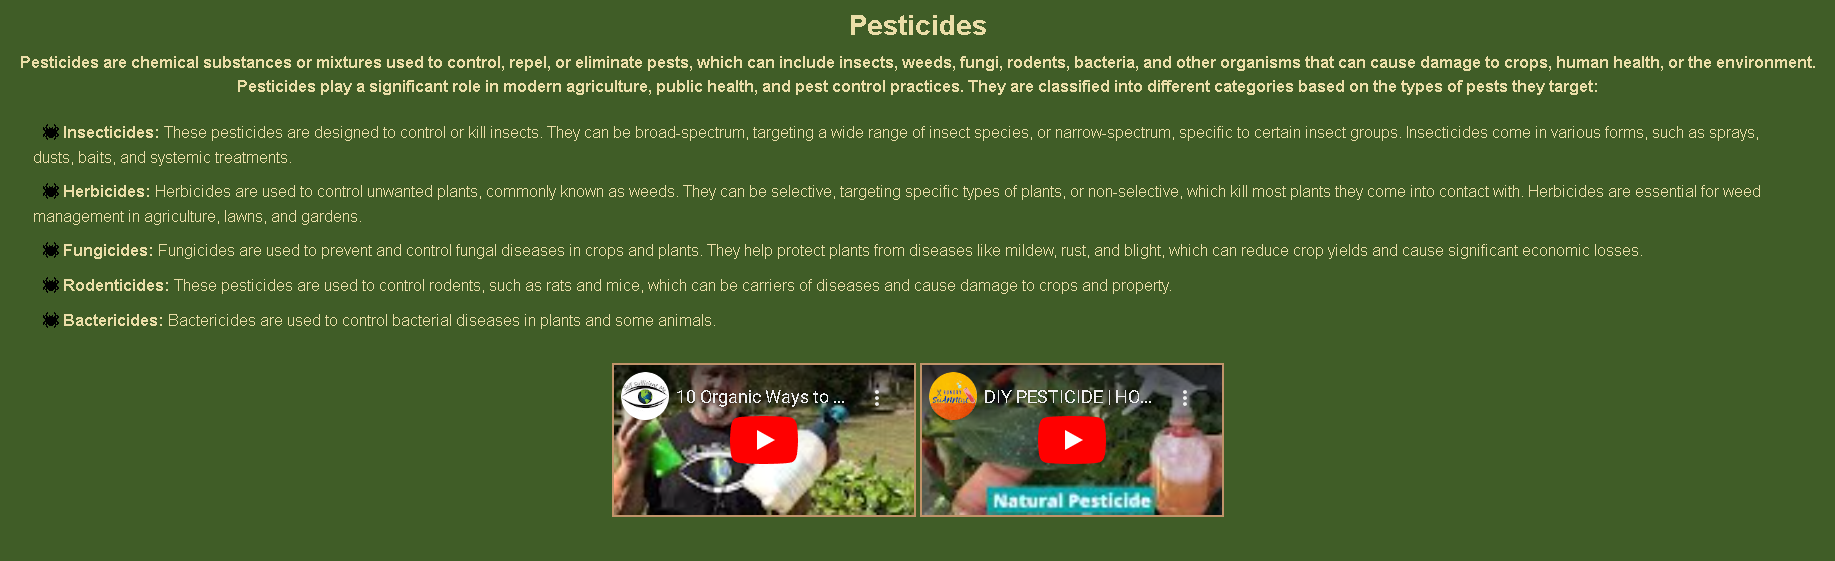 Pesticides
Pesticides are chemical substances or mixtures used to control, repel, or eliminate pests, which can include insects, weeds, fungi, rodents, bacteria, and other organisms that can cause damage to crops, human health, or the environment.
Pesticides play a significant role in modern agriculture, public health, and pest control practices. They are classified into different categories based on the types of pests they target:
Insecticides: These pesticides are designed to control or kill insects. They can be broad-spectrum, targeting a wide range of insect species, or narrow-spectrum, specific to certain insect groups. Insecticides come in various forms, such as sprays,
dusts, baits, and systemic treatments.
Herbicides: Herbicides are used to control unwanted plants, commonly known as weeds. They can be selective, targeting specific types of plants, or non-selective, which kill most plants they come into contact with. Herbicides are essential for weed
management in agriculture, lawns, and gardens.
Fungicides: Fungicides are used to prevent and control fungal diseases in crops and plants. They help protect plants from diseases like mildew, rust, and blight, which can reduce crop yields and cause significant economic losses.
Rodenticides: These pesticides are used to control rodents, such as rats and mice, which can be carriers of diseases and cause damage to crops and property.
Bactericides: Bactericides are used to control bacterial diseases in plants and some animals.
10 Organic Ways to ...
DIY PESTICIDE | HO...
Natural Pesticide